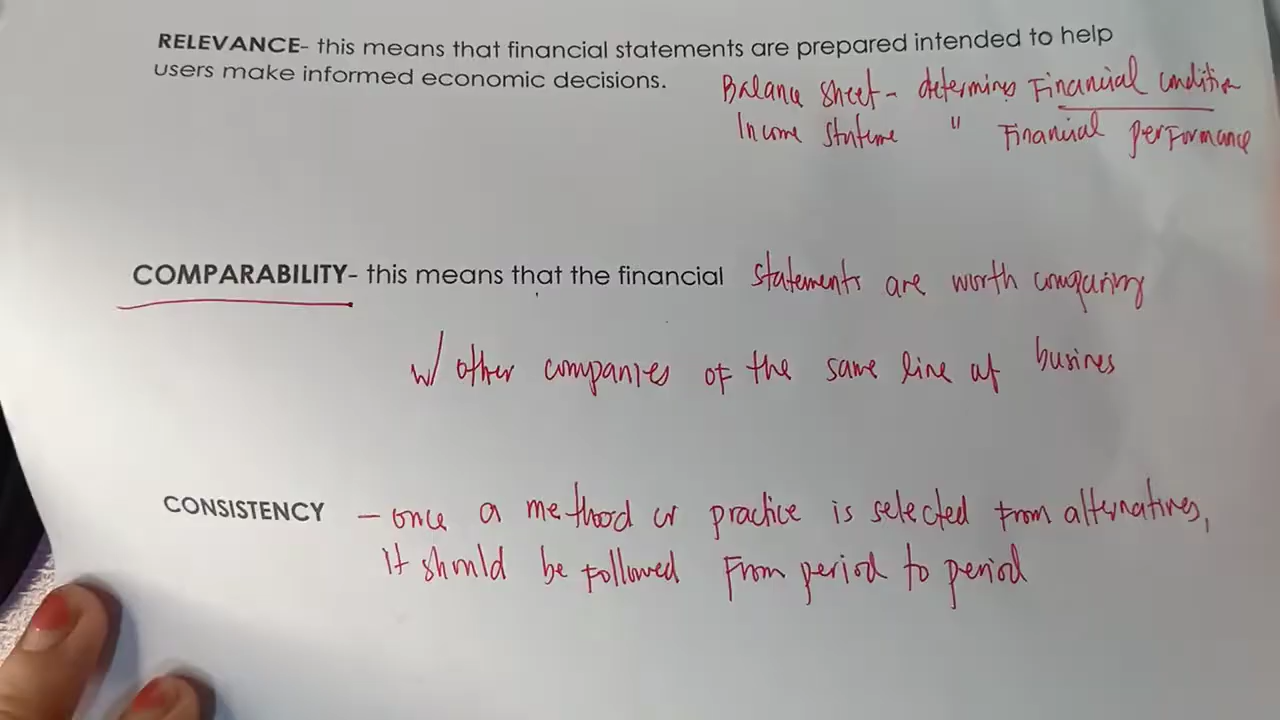 RELEVANCE- this means that financial statements are prepared intended to help
users make informed economic decisions.
Balance sheet - determines Financial condition
Income Stateme " Financial performance
COMPARABILITY- this means that the financial statements are worth comparing
w/ other companies of the same line of busines
CONSISTENCY - once a method or practice is selected from alternatives,
it should be followed from period to period